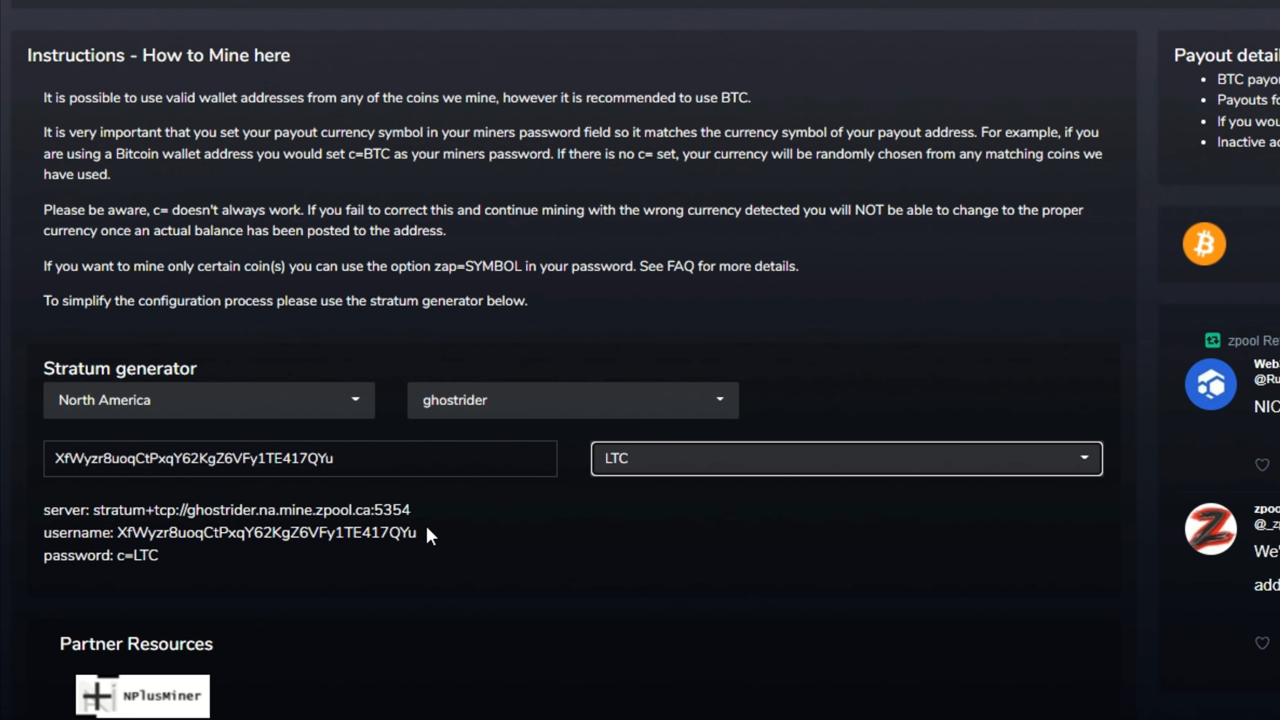 Instructions - How to Mine here
It is possible to use valid wallet addresses from any of the coins we mine, however it is recommended to use BTC.
It is very important that you set your payout currency symbol in your miners password field so it matches the currency symbol of your payout address. For example, if you
are using a Bitcoin wallet address you would set c=BTC as your miners password. If there is no c= set, your currency will be randomly chosen from any matching coins we
have used.
Please be aware, c= doesn't always work. If you fail to correct this and continue mining with the wrong currency detected you will NOT be able to change to the proper
currency once an actual balance has been posted to the address.
If you want to mine only certain coin(s) you can use the option zap=SYMBOL in your password. See FAQ for more details.
To simplify the configuration process please use the stratum generator below.
Stratum generator
North America
ghostrider
XfWyzr8uoqCtPxqY62KgZ6VFy1TE417QYu
LTC
server: stratum+tcp://ghostrider.na.mine.zpool.ca:5354
username: XfWyzr8uoqCtPxqY62KgZ6VFy1TE417QYu
password: c=LTC
Partner Resources
NPlusMiner
Payout detai
BTC payo
Payouts fo
If you wou
Inactive ac
zpool Re
Web
@Ru
NIC
zpoo
@_z
We'
add